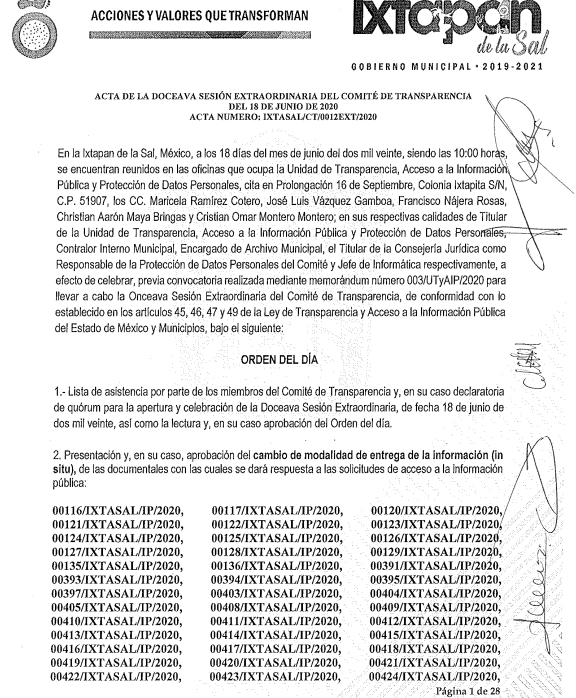 ACCIONES Y VALORES QUE TRANSFORMAN
Ixtapan
de la Sal
GOBIERNO MUNICIPAL • 2019-2021
ACTA DE LA DOCEAVA SESIÓN EXTRAORDINARIA DEL COMITÉ DE TRANSPARENCIA
DEL 18 DE JUNIO DE 2020
ACTA NUMERO: IXTASAL/CT/0012EXT/2020
En la Ixtapan de la Sal, México, a los 18 días del mes de junio del dos mil veinte, siendo las 10:00 horas,
se encuentran reunidos en las oficinas que ocupa la Unidad de Transparencia, Acceso a la Información
Pública y Protección de Datos Personales, cita en Prolongación 16 de Septiembre, Colonia Ixtapita S/N,
C.P. 51907, los CC. Maricela Ramírez Cotero, José Luis Vázquez Gamboa, Francisco Nájera Rosas,
Christian Aarón Maya Bringas y Cristian Omar Montero Montero; en sus respectivas calidades de Titular
de la Unidad de Transparencia, Acceso a la Información Pública y Protección de Datos Personales,
Contralor Interno Municipal, Encargado de Archivo Municipal, el Titular de la Consejería Jurídica como
Responsable de la Protección de Datos Personales del Comité y Jefe de Informática respectivamente, a
efecto de celebrar, previa convocatoria realizada mediante memorándum número 003/UTyAIP/2020 para
llevar a cabo la Onceava Sesión Extraordinaria del Comité de Transparencia, de conformidad con lo
establecido en los artículos 45, 46, 47 y 49 de la Ley de Transparencia y Acceso a la Información Pública
del Estado de México y Municipios, bajo el siguiente:
ORDEN DEL DÍA
1.- Lista de asistencia por parte de los miembros del Comité de Transparencia y, en su caso declaratoria
de quórum para la apertura y celebración de la Doceava Sesión Extraordinaria, de fecha 18 de junio de
dos mil veinte, así como la lectura y, en su caso aprobación del Orden del día.
2. Presentación y, en su caso, aprobación del cambio de modalidad de entrega de la información (in
situ), de las documentales con las cuales se dará respuesta a las solicitudes de acceso a la información
pública:
00116/IXTASAL/IP/2020, 00117/IXTASAL/IP/2020, 00120/IXTASAL/IP/2020,
00121/IXTASAL/IP/2020, 00122/IXTASAL/IP/2020, 00123/IXTASAL/IP/2020,
00124/IXTASAL/IP/2020, 00125/IXTASAL/IP/2020, 00126/IXTASAL/IP/2020,
00127/IXTASAL/IP/2020, 00128/IXTASAL/IP/2020, 00129/IXTASAL/IP/2020,
00135/IXTASAL/IP/2020, 00136/IXTASAL/IP/2020, 00391/IXTASAL/IP/2020,
00393/IXTASAL/IP/2020, 00394/IXTASAL/IP/2020, 00395/IXTASAL/IP/2020,
00397/IXTASAL/IP/2020, 00403/IXTASAL/IP/2020, 00404/IXTASAL/IP/2020,
00405/IXTASAL/IP/2020, 00408/IXTASAL/IP/2020, 00409/IXTASAL/IP/2020,
00410/IXTASAL/IP/2020, 00411/IXTASAL/IP/2020, 00412/IXTASAL/IP/2020,
00413/IXTASAL/IP/2020, 00414/IXTASAL/IP/2020, 00415/IXTASAL/IP/2020,
00416/IXTASAL/IP/2020, 00417/IXTASAL/IP/2020, 00418/IXTASAL/IP/2020,
00419/IXTASAL/IP/2020, 00420/IXTASAL/IP/2020, 00421/IXTASAL/IP/2020,
00422/IXTASAL/IP/2020, 00423/IXTASAL/IP/2020, 00424/IXTASAL/IP/2020,
Página 1 de 28